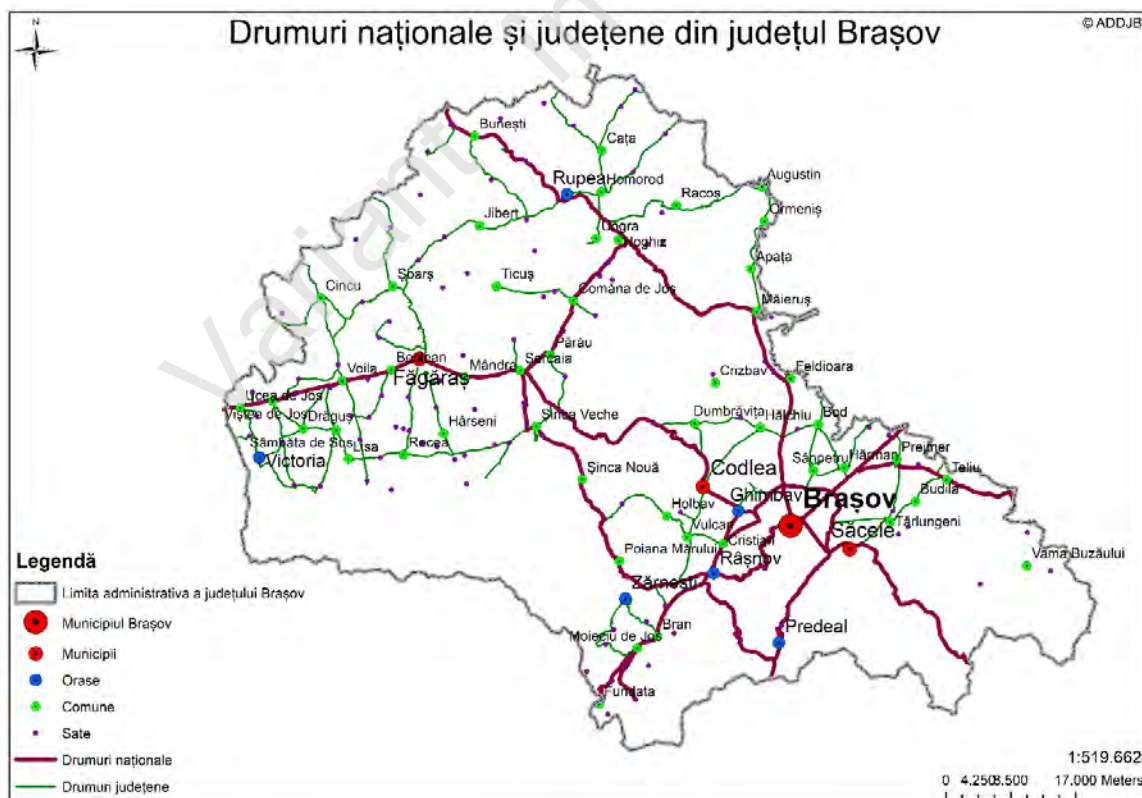 Drumuri naționale și județene din județul Brașov
© ADDJB
N
Bunești
Cața
Rupea
Homorod
Racoș
Augustin
Ormeniș
Jibert
Ungra
Hoghiz
Apața
Cincu
Șoarș
Ticuș
Comăna de Jos
Măieruș
Părău
Voila
Beclean
Făgăraș
Mândra
Șercaia
Crizbav
Feldioara
Ucea de Jos
Viștea de Jos
Drăguș
Hârseni
Șinca Veche
Dumbrăvița
Hălchiu
Bod
Sâmbăta de Sus
Lisa
Recea
Victoria
Sânpetru
Hărman
Prejmer
Teliu
Șinca Nouă
Codlea
Ghimbav
Brașov
Budila
Holbav
Vulcan
Cristian
Săcele
Tărlungeni
Poiana Mărului
Râșnov
Vama Buzăului
Zărnești
Bran
Moieciu de Jos
Predeal
Fundata
Variant
Legendă
Limita administrativa a județului Brașov
Municipiul Brașov
Municipii
Orase
Comune
Sate
Drumuri naționale
Drumuri județene
1:519.662
0 4.2508.500 17.000 Meters